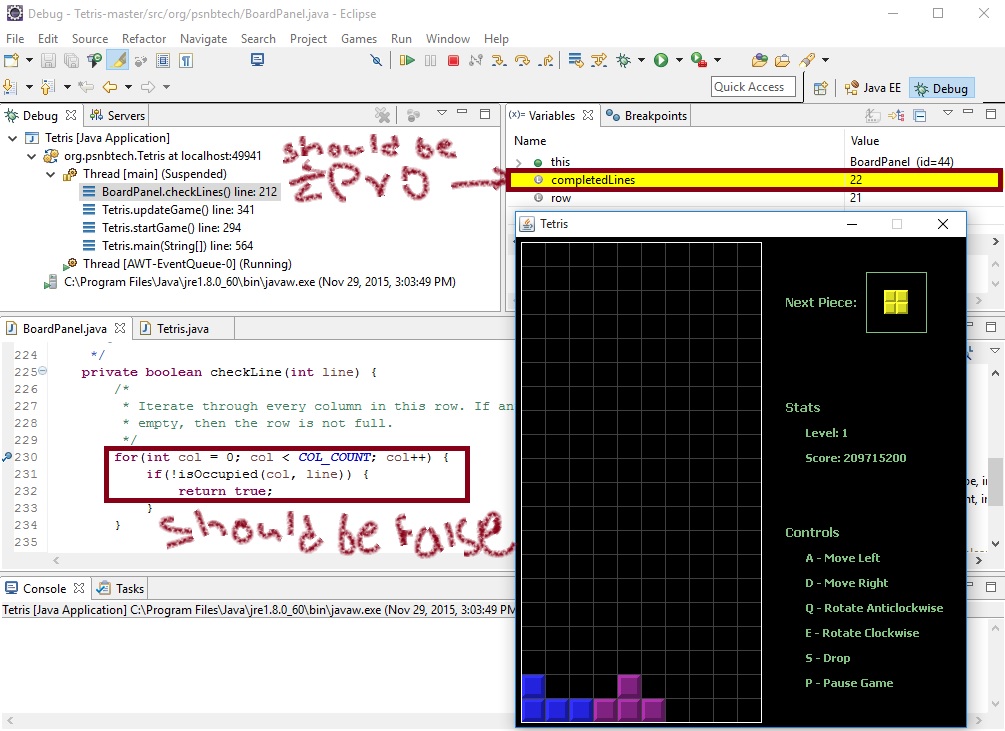 Debug - Tetris-master/src/org/psnbtech/BoardPanel.java - Eclipse
File Edit Source Refactor Navigate Search Project Games Run Window Help
Quick Access
Java EE
Debug
Debug
Servers
Tetris [Java Application]
org.psnbtech.Tetris at localhost:49941
Thread [main] (Suspended)
BoardPanel.checkLines() line: 212
Tetris.updateGame() line: 341
Tetris.startGame() line: 294
Tetris.main(String[]) line: 564
Thread [AWT-EventQueue-0] (Running)
C:\Program Files\Java\jre1.8.0_60\bin\javaw.exe (Nov 29, 2015, 3:03:49 PM)
should be
zero
(x)= Variables
Breakpoints
Name Value
this BoardPanel (id=44)
completedLines 22
row 21
BoardPanel.java
Tetris.java
224 */
225 private boolean checkLine(int line) {
226 /*
227 * Iterate through every column in this row. If an
228 * empty, then the row is not full.
229 */
230 for(int col = 0; col < COL_COUNT; col++) {
231 if(!isOccupied(col, line)) {
232 return true;
233 }
234 }
235
should be false
Console
Tasks
Tetris [Java Application] C:\Program Files\Java\jre1.8.0_60\bin\javaw.exe (Nov 29, 2015, 3:03:49 PM
Tetris
Next Piece:
Stats
Level: 1
Score: 209715200
Controls
A - Move Left
D - Move Right
Q - Rotate Anticlockwise
E - Rotate Clockwise
S - Drop
P - Pause Game